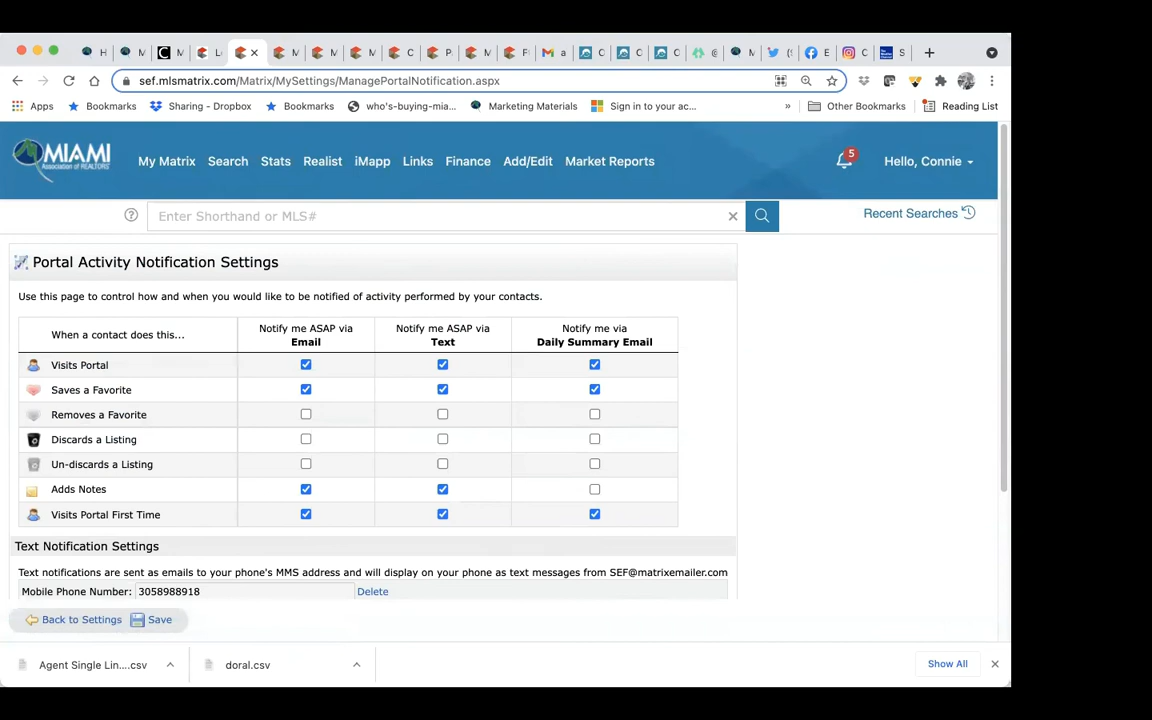 H
M
M
L
M
M
M
C
P
M
F
a
C
C
C
@
M
(
E
C
S
sef.mlsmatrix.com/Matrix/MySettings/ManagePortalNotification.aspx
Apps
Bookmarks
Sharing - Dropbox
Bookmarks
who's-buying-mia...
Marketing Materials
Sign in to your ac...
»
Other Bookmarks
Reading List
MIAMI
Association of REALTORS®
My Matrix
Search
Stats
Realist
iMapp
Links
Finance
Add/Edit
Market Reports
5
Hello, Connie
Enter Shorthand or MLS#
Recent Searches
Portal Activity Notification Settings
Use this page to control how and when you would like to be notified of activity performed by your contacts.
When a contact does this...
Notify me ASAP via
Email
Notify me ASAP via
Text
Notify me via
Daily Summary Email
Visits Portal
Saves a Favorite
Removes a Favorite
Discards a Listing
Un-discards a Listing
Adds Notes
Visits Portal First Time
Text Notification Settings
Text notifications are sent as emails to your phone's MMS address and will display on your phone as text messages from SEF@matrixemailer.com
Mobile Phone Number: 3058988918 Delete
Back to Settings
Save
Agent Single Lin....csv
doral.csv
Show All